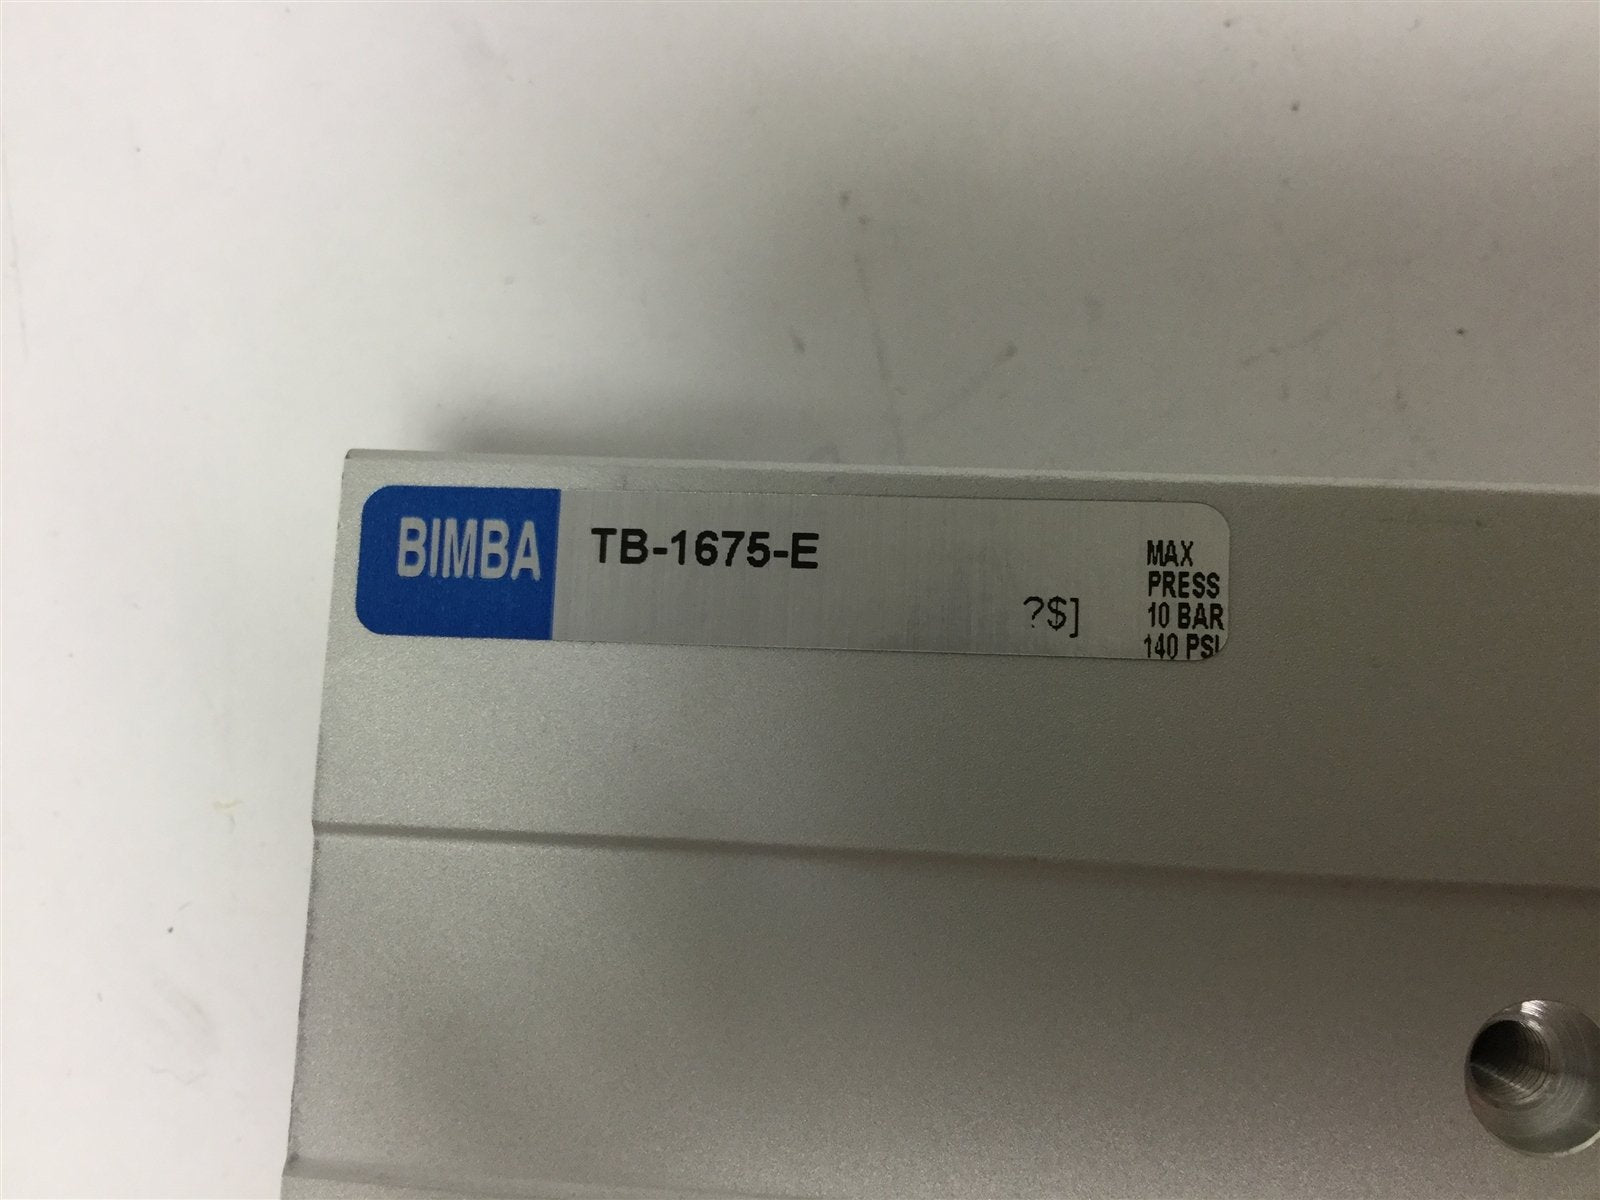 BIMBA
TB-1675-E
?$]
MAX
PRESS
10 BAR
140 PSI